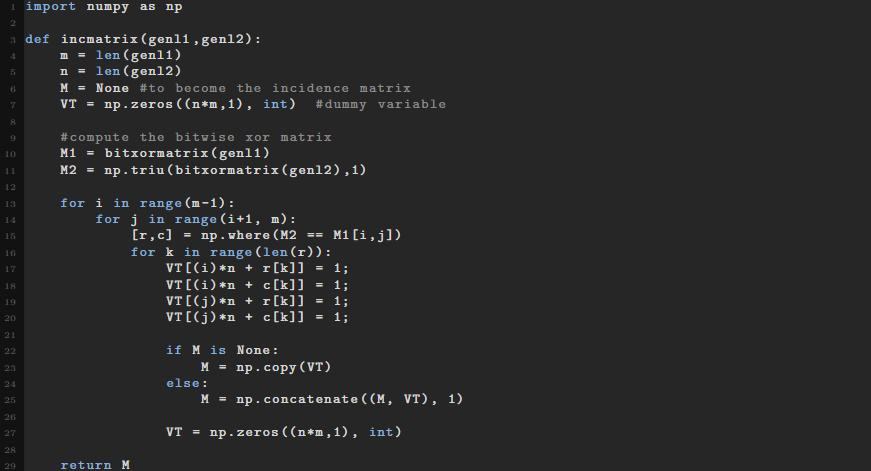 1 import numpy as np
2
3 def incmatrix(genl1,genl2):
4     m = len(genl1)
5     n = len(genl2)
6     M = None #to become the incidence matrix
7     VT = np.zeros((n*m,1), int)  #dummy variable
8
9     #compute the bitwise xor matrix
10     M1 = bitxormatrix(genl1)
11     M2 = np.triu(bitxormatrix(genl2),1)
12
13     for i in range(m-1):
14         for j in range(i+1, m):
15             [r,c] = np.where(M2 == M1[i,j])
16             for k in range(len(r)):
17                 VT[(i)*n + r[k]] = 1;
18                 VT[(i)*n + c[k]] = 1;
19                 VT[(j)*n + r[k]] = 1;
20                 VT[(j)*n + c[k]] = 1;
21
22                 if M is None:
23                     M = np.copy(VT)
24                 else:
25                     M = np.concatenate((M, VT), 1)
26
27                 VT = np.zeros((n*m,1), int)
28
29     return M